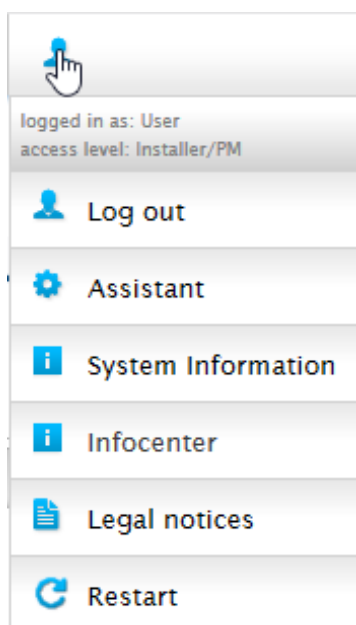 logged in as: User
access level: Installer/PM
Log out
Assistant
System Information
Infocenter
Legal notices
Restart